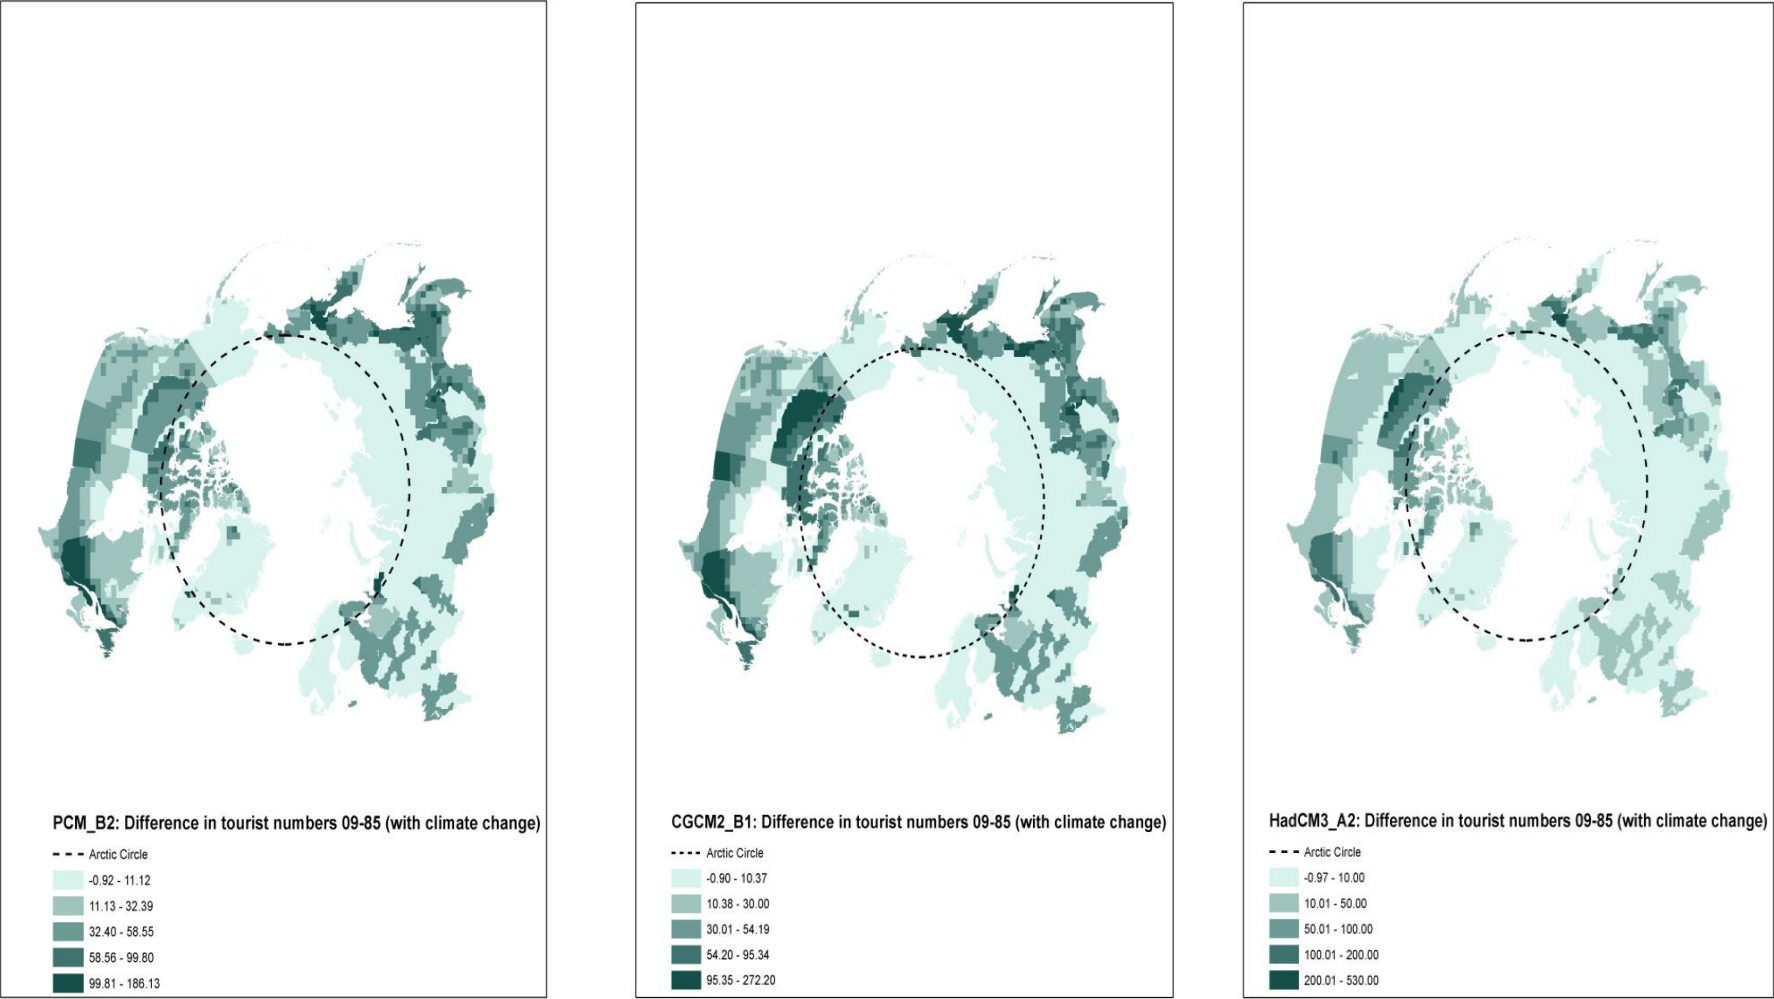 PCM_B2: Difference in tourist numbers 09-85 (with climate change)
Arctic Circle
-0.92 - 11.12
11.13 - 32.39
32.40 - 58.55
58.56 - 99.80
99.81 - 186.13
CGCM2_B1: Difference in tourist numbers 09-85 (with climate change)
Arctic Circle
-0.90 - 10.37
10.38 - 30.00
30.01 - 54.19
54.20 - 95.34
95.35 - 272.20
HadCM3_A2: Difference in tourist numbers 09-85 (with climate change)
Arctic Circle
-0.97 - 10.00
10.01 - 50.00
50.01 - 100.00
100.01 - 200.00
200.01 - 530.00